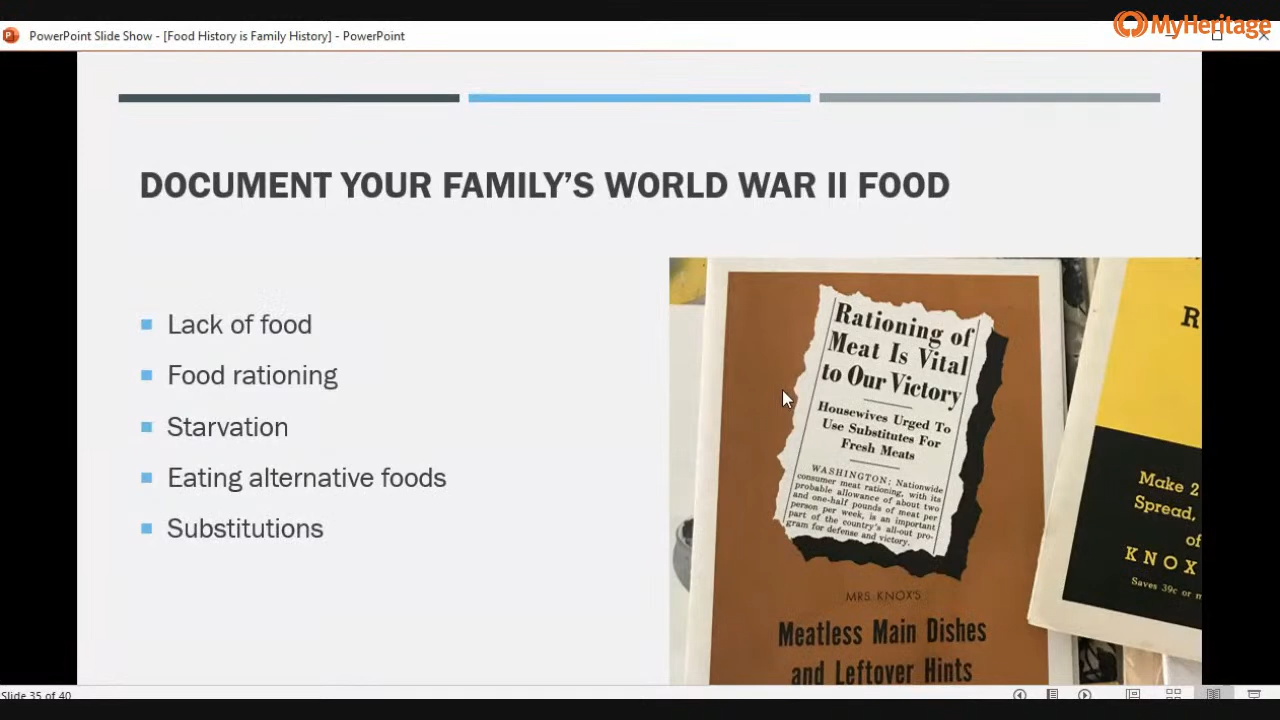 PowerPoint Slide Show - [Food History is Family History] - PowerPoint
MyHeritage
DOCUMENT YOUR FAMILY'S WORLD WAR II FOOD
Lack of food
Food rationing
Starvation
Eating alternative foods
Substitutions
Rationing of
Meat Is Vital
to Our Victory
Housewives Urged To
Use Substitutes For
Fresh Meats
WASHINGTON; Nationwide
consumer meat rationing, with its
probable allowance of about two
and one-half pounds of meat per
person per week, is an important
part of the country's all-out pro-
gram for defense and victory.
MRS. KNOX'S
Meatless Main Dishes
and Leftover Hints
R
Make 2
Spread,
of
KNOX
Saves 39c or m
Slide 35 of 40